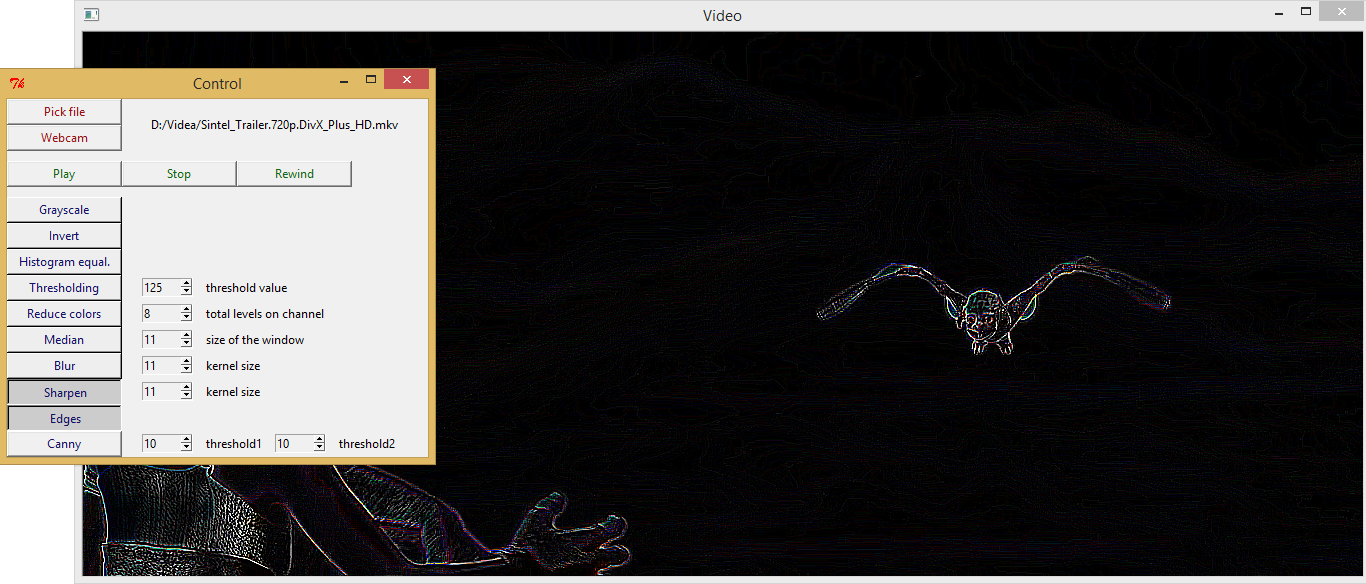 Video
Control
Pick file
D:/Videa/Sintel_Trailer.720p.DivX_Plus_HD.mkv
Webcam
Play Stop Rewind
Grayscale
Invert
Histogram equal.
Thresholding 125 threshold value
Reduce colors 8 total levels on channel
Median 11 size of the window
Blur 11 kernel size
Sharpen 11 kernel size
Edges
Canny 10 threshold1 10 threshold2